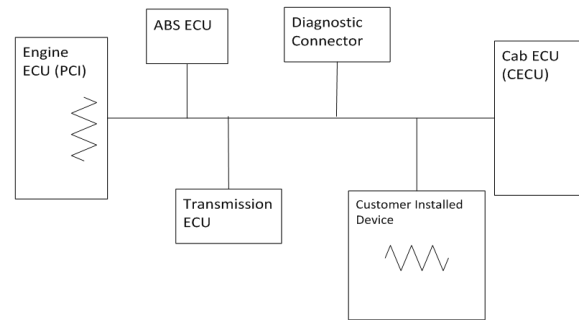 Engine
ECU (PCI)
ABS ECU
Diagnostic
Connector
Cab ECU
(CECU)
Transmission
ECU
Customer Installed
Device